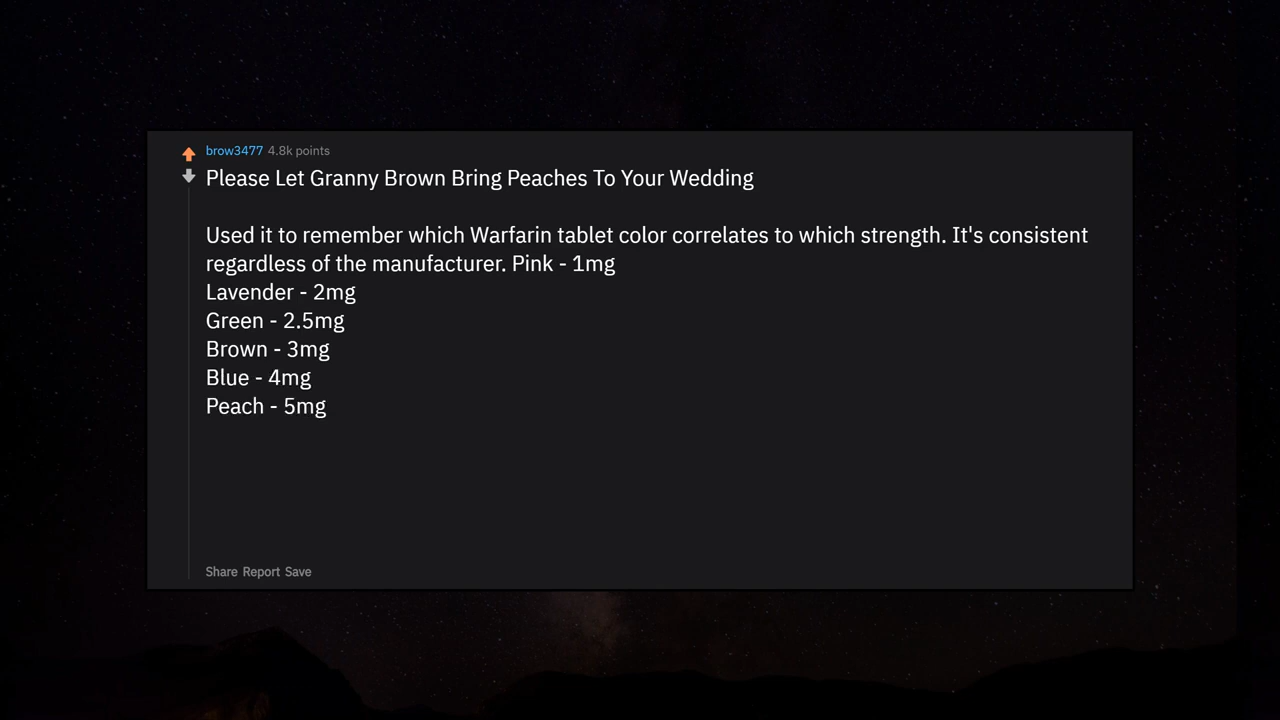 brow3477 4.8k points
Please Let Granny Brown Bring Peaches To Your Wedding
Used it to remember which Warfarin tablet color correlates to which strength. It's consistent
regardless of the manufacturer. Pink - 1mg
Lavender - 2mg
Green - 2.5mg
Brown - 3mg
Blue - 4mg
Peach - 5mg
Share Report Save